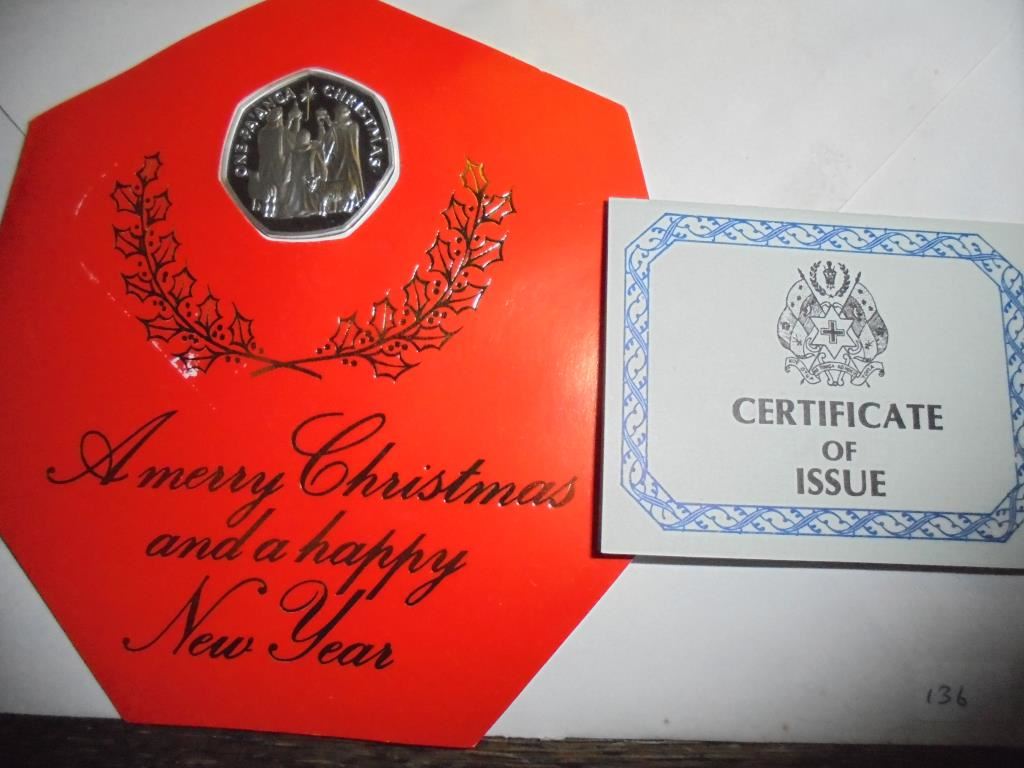 ONE PA'ANGA CHRISTMAS
A merry Christmas
and a happy
New Year
CERTIFICATE
OF
ISSUE
136